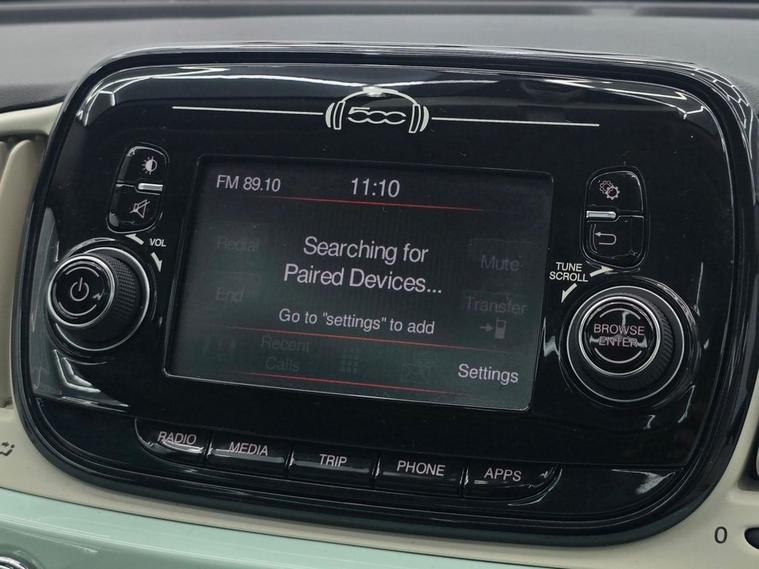 500
FM 89.10
11:10
Redial
Searching for
Paired Devices...
Mute
End
Go to "settings" to add
Transfer
Recent
Calls
Settings
VOL
TUNE
SCROLL
BROWSE
ENTER
RADIO
MEDIA
TRIP
PHONE
APPS
0